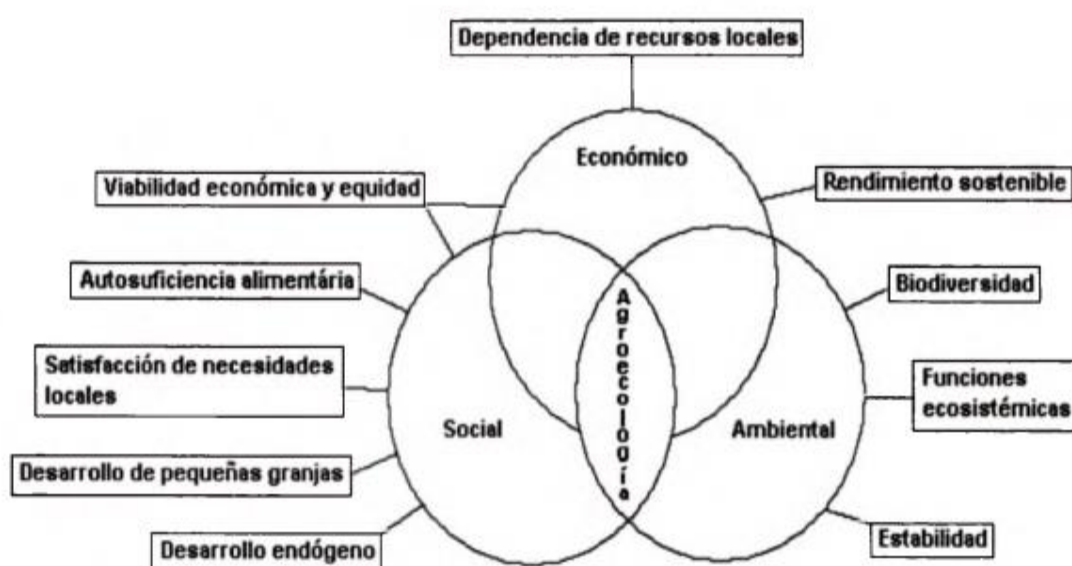 Dependencia de recursos locales
Económico
Viabilidad económica y equidad
Rendimiento sostenible
Autosuficiencia alimentária
Biodiversidad
Agroecología
Satisfacción de necesidades
locales
Funciones
ecosistémicas
Social
Ambiental
Desarrollo de pequeñas granjas
Desarrollo endógeno
Estabilidad